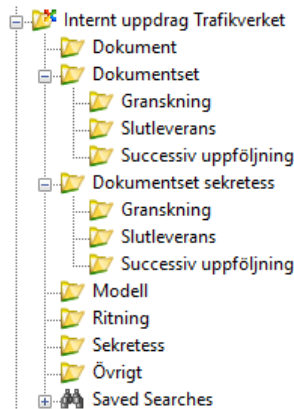 Internt uppdrag Trafikverket
Dokument
Dokumentset
Granskning
Slutleverans
Successiv uppföljning
Dokumentset sekretess
Granskning
Slutleverans
Successiv uppföljning
Modell
Ritning
Sekretess
Övrigt
Saved Searches